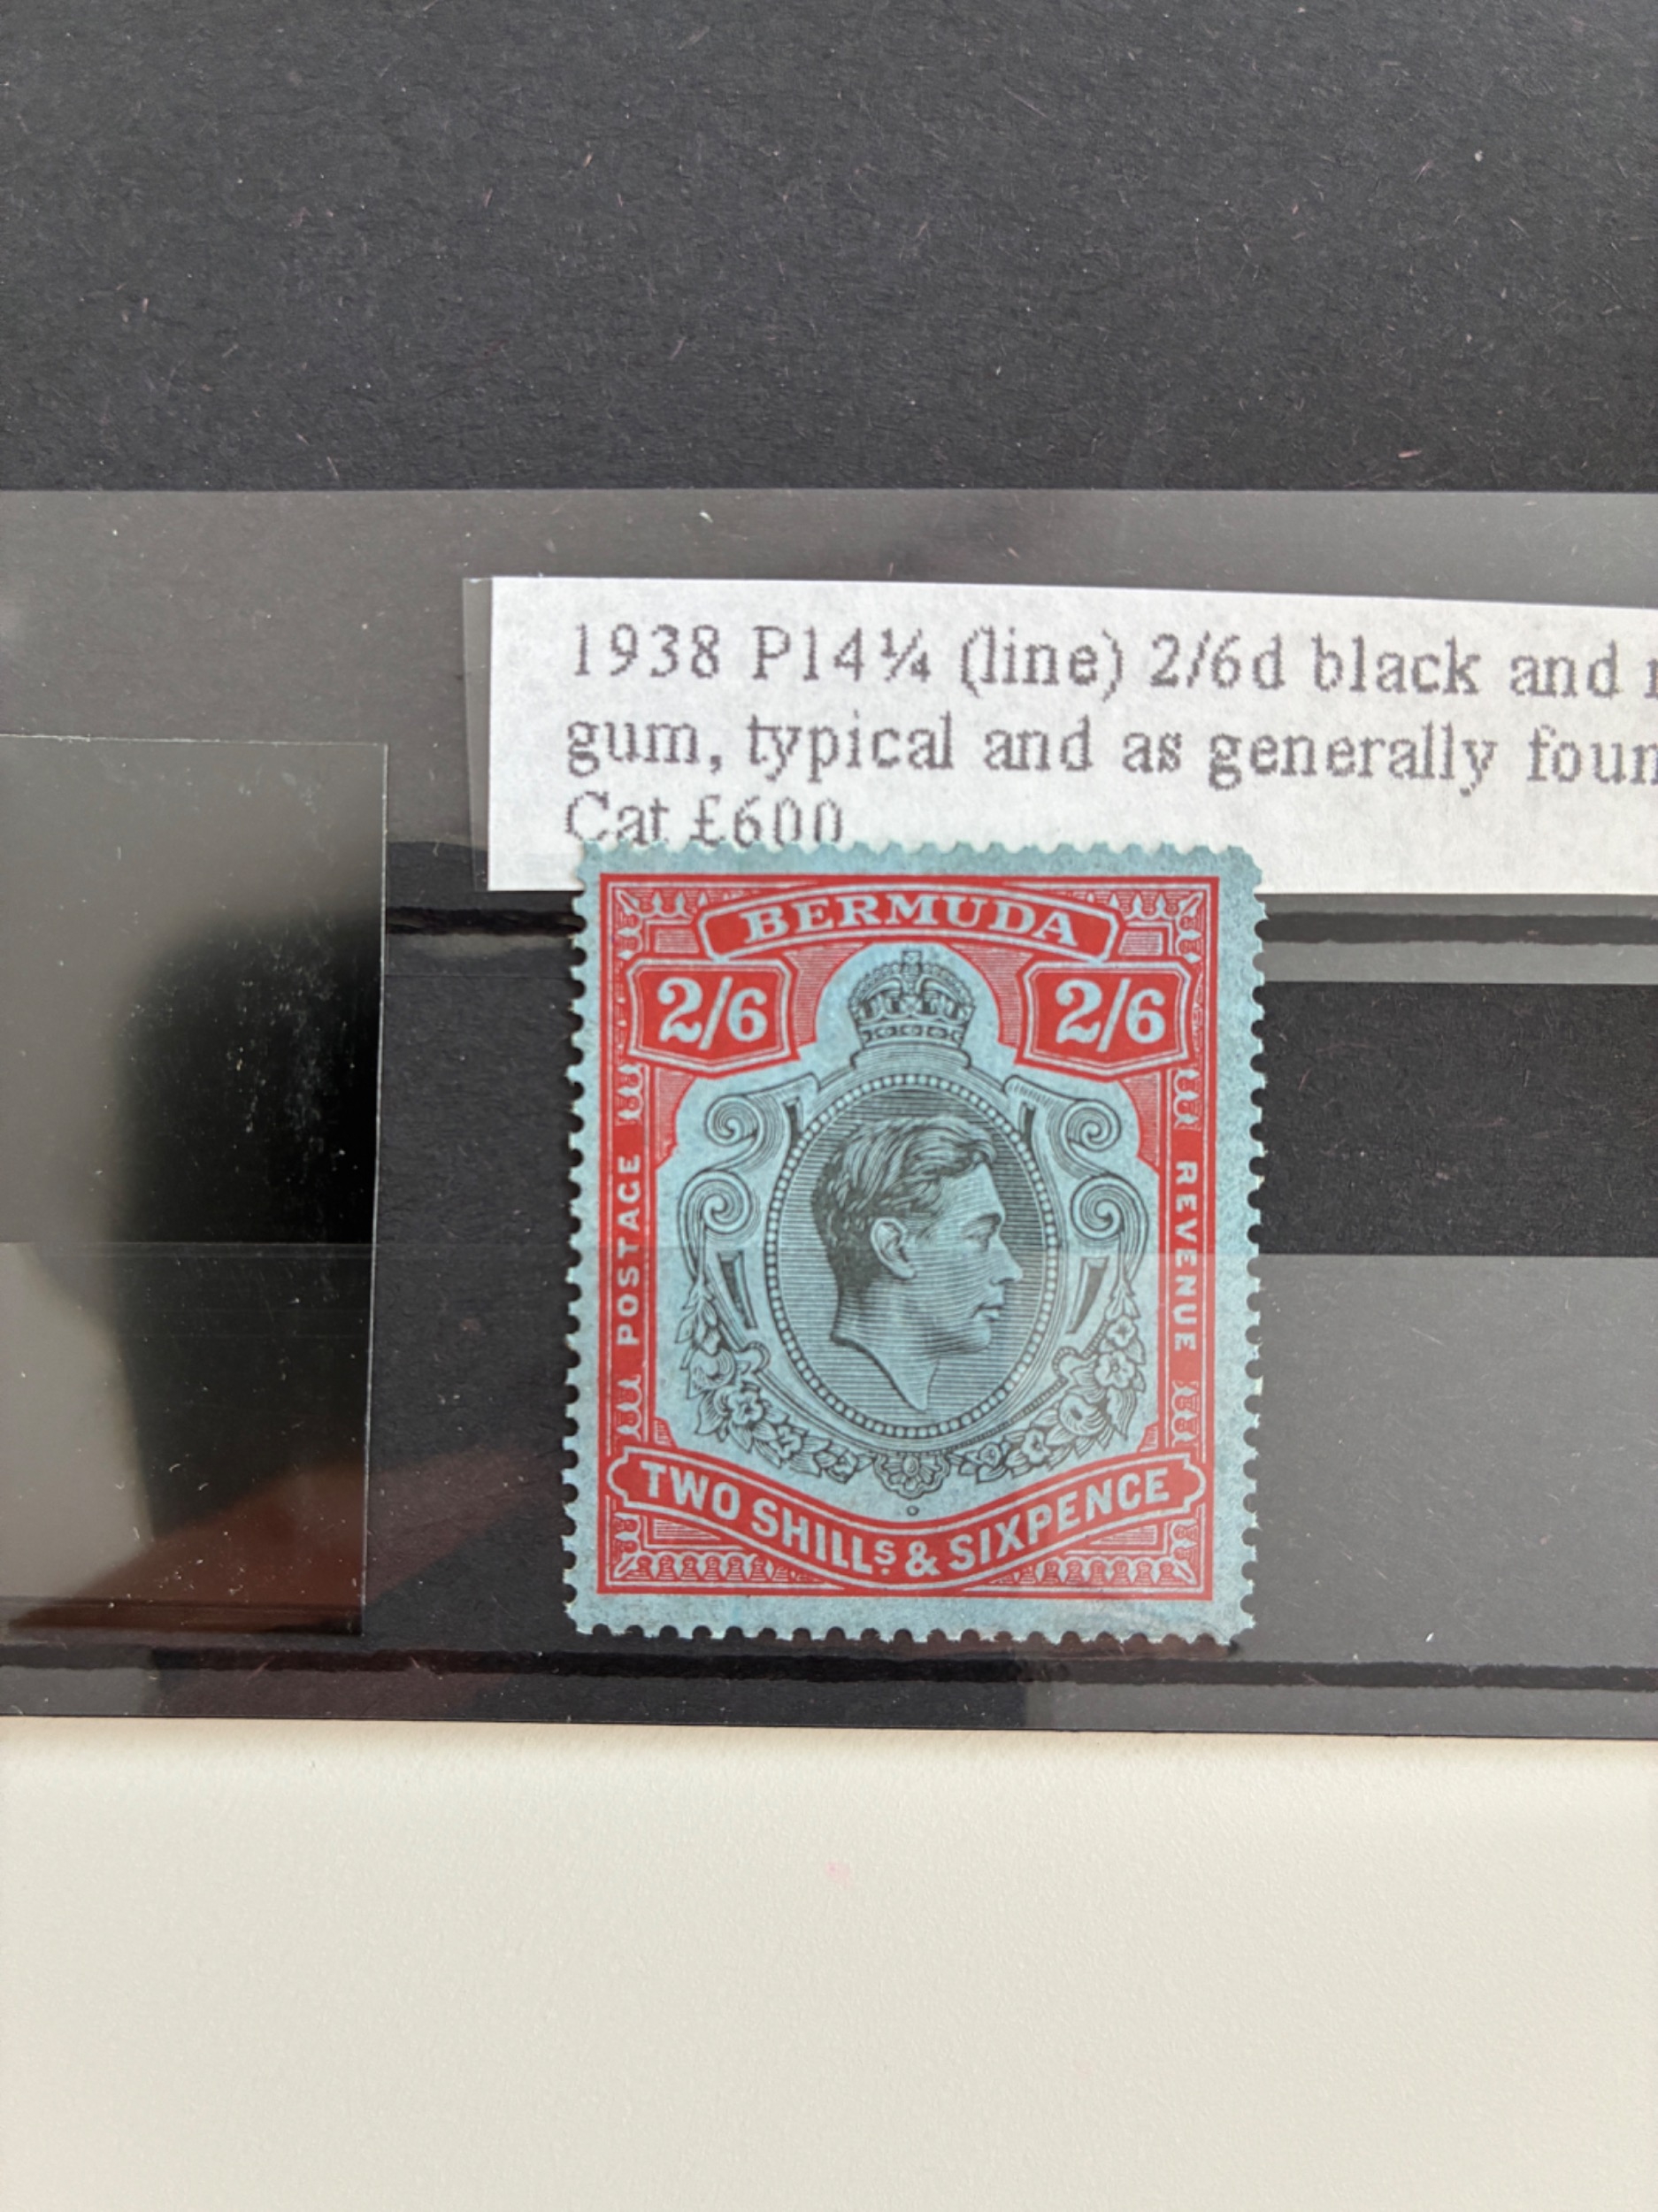 1938 P14¼ (line) 2/6d black and
gum, typical and as generally foun
Cat £600
BERMUDA
2/6 2/6
POSTAGE
REVENUE
TWO SHILLS. & SIXPENCE